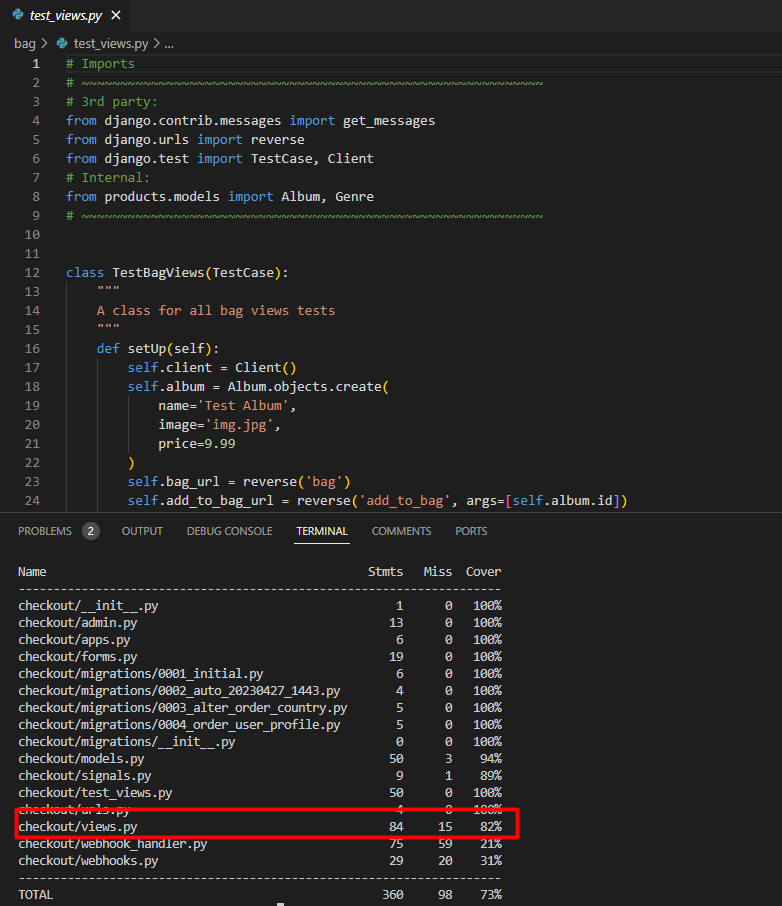 test_views.py ×
bag > test_views.py > ...
1 # Imports
2 # ~~~~~~~~~~~~~~~~~~~~~~~~~~~~~~~~~~~~~~~~~~~~~~~~~~~~~~~~~~~~
3 # 3rd party:
4 from django.contrib.messages import get_messages
5 from django.urls import reverse
6 from django.test import TestCase, Client
7 # Internal:
8 from products.models import Album, Genre
9 # ~~~~~~~~~~~~~~~~~~~~~~~~~~~~~~~~~~~~~~~~~~~~~~~~~~~~~~~~~~~~
10
11
12 class TestBagViews(TestCase):
13     """
14     A class for all bag views tests
15     """
16     def setUp(self):
17         self.client = Client()
18         self.album = Album.objects.create(
19             name='Test Album',
20             image='img.jpg',
21             price=9.99
22         )
23         self.bag_url = reverse('bag')
24         self.add_to_bag_url = reverse('add_to_bag', args=[self.album.id])
PROBLEMS 2 OUTPUT DEBUG CONSOLE TERMINAL COMMENTS PORTS
Name Stmts Miss Cover
---------------------------------------------------------------
checkout/__init__.py 1 0 100%
checkout/admin.py 13 0 100%
checkout/apps.py 6 0 100%
checkout/forms.py 19 0 100%
checkout/migrations/0001_initial.py 6 0 100%
checkout/migrations/0002_auto_20230427_1443.py 4 0 100%
checkout/migrations/0003_alter_order_country.py 5 0 100%
checkout/migrations/0004_order_user_profile.py 5 0 100%
checkout/migrations/__init__.py 0 0 100%
checkout/models.py 50 3 94%
checkout/signals.py 9 1 89%
checkout/test_views.py 50 0 100%
checkout/urls.py 4 0 100%
checkout/views.py 84 15 82%
checkout/webhook_handler.py 75 59 21%
checkout/webhooks.py 29 20 31%
---------------------------------------------------------------
TOTAL 360 98 73%